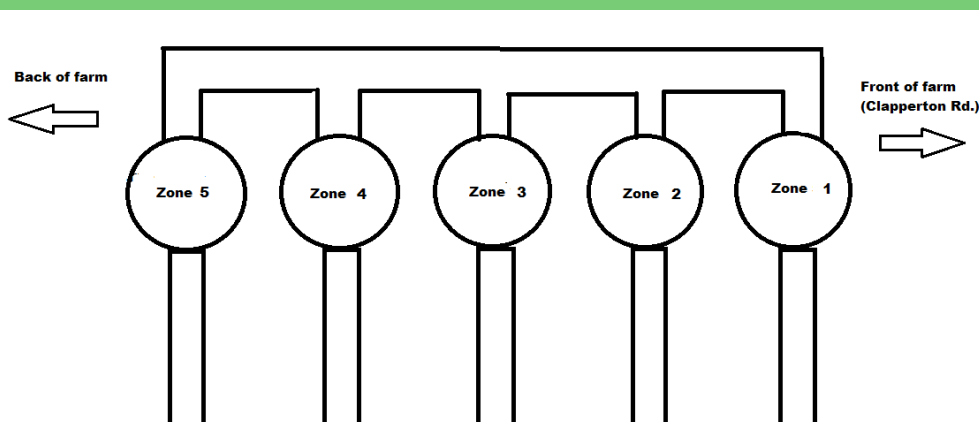 Back of farm
Front of farm
(Clapperton Rd.)
Zone 5
Zone 4
Zone 3
Zone 2
Zone 1